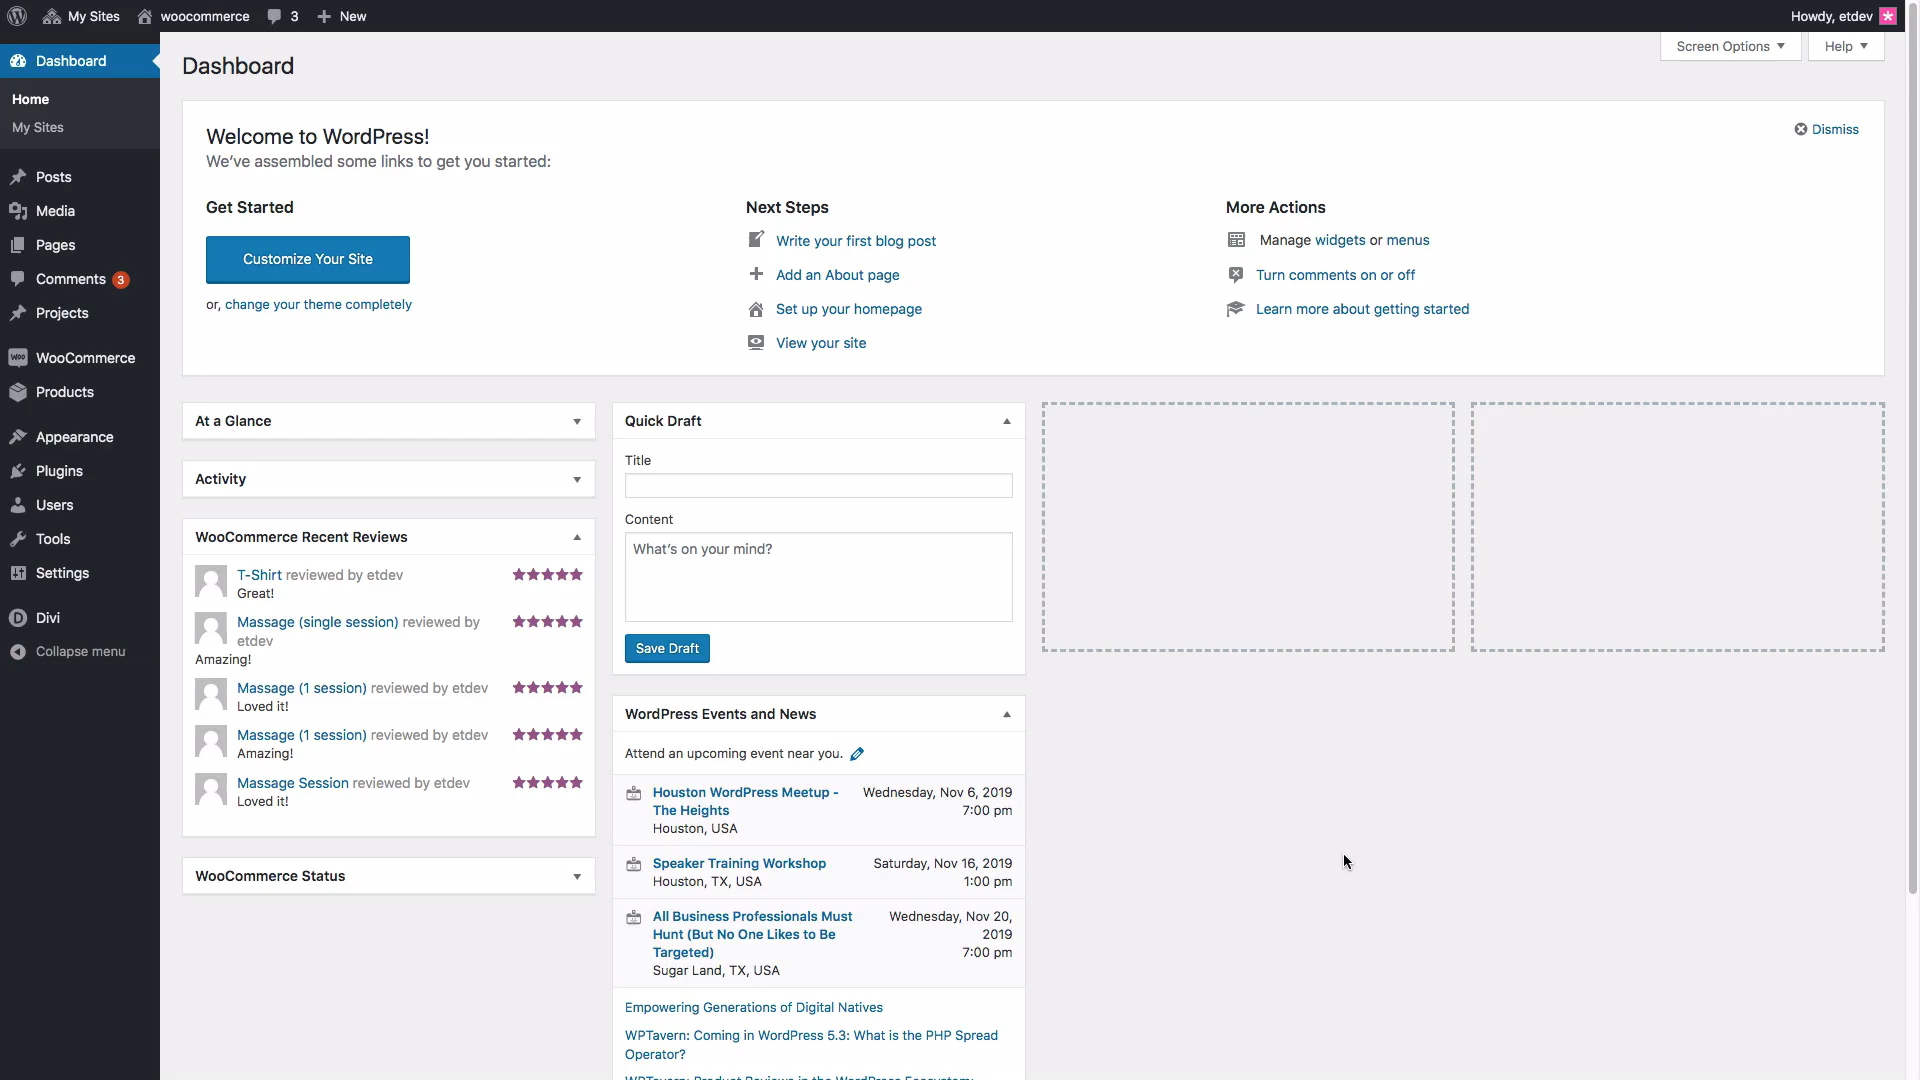 My Sites
woocommerce
3
New
Howdy, etdev
Dashboard
Home
My Sites
Posts
Media
Pages
Comments 3
Projects
WOO
WooCommerce
Products
Appearance
Plugins
Users
Tools
Settings
D
Divi
Collapse menu
Dashboard
Screen Options
Help
Welcome to WordPress!
We've assembled some links to get you started:
Dismiss
Get Started
Customize Your Site
or, change your theme completely
Next Steps
Write your first blog post
Add an About page
Set up your homepage
View your site
More Actions
Manage widgets or menus
Turn comments on or off
Learn more about getting started
At a Glance
Activity
WooCommerce Recent Reviews
T-Shirt reviewed by etdev
Great!
Massage (single session) reviewed by
etdev
Amazing!
Massage (1 session) reviewed by etdev
Loved it!
Massage (1 session) reviewed by etdev
Amazing!
Massage Session reviewed by etdev
Loved it!
WooCommerce Status
Quick Draft
Title
Content
What's on your mind?
Save Draft
WordPress Events and News
Attend an upcoming event near you.
Houston WordPress Meetup - Wednesday, Nov 6, 2019
The Heights 7:00 pm
Houston, USA
Speaker Training Workshop Saturday, Nov 16, 2019
Houston, TX, USA 1:00 pm
All Business Professionals Must Wednesday, Nov 20,
Hunt (But No One Likes to Be 2019
Targeted) 7:00 pm
Sugar Land, TX, USA
Empowering Generations of Digital Natives
WPTavern: Coming in WordPress 5.3: What is the PHP Spread
Operator?
WPTavern: Product Reviews in the WordPress Ecosystem: